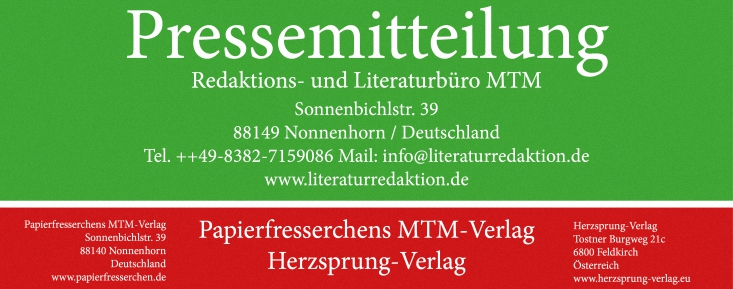 Pressemitteilung
Redaktions- und Literaturbüro MTM
Sonnenbichlstr. 39
88149 Nonnenhorn / Deutschland
Tel. ++49-8382-7159086 Mail: info@literaturredaktion.de
www.literaturredaktion.de
Papierfresserchens MTM-Verlag
Sonnenbichlstr. 39
88140 Nonnenhorn
Deutschland
www.papierfresserchen.de
Papierfresserchens MTM-Verlag
Herzsprung-Verlag
Herzsprung-Verlag
Tostner Burgweg 21c
6800 Feldkirch
Österreich
www.herzsprung-verlag.eu